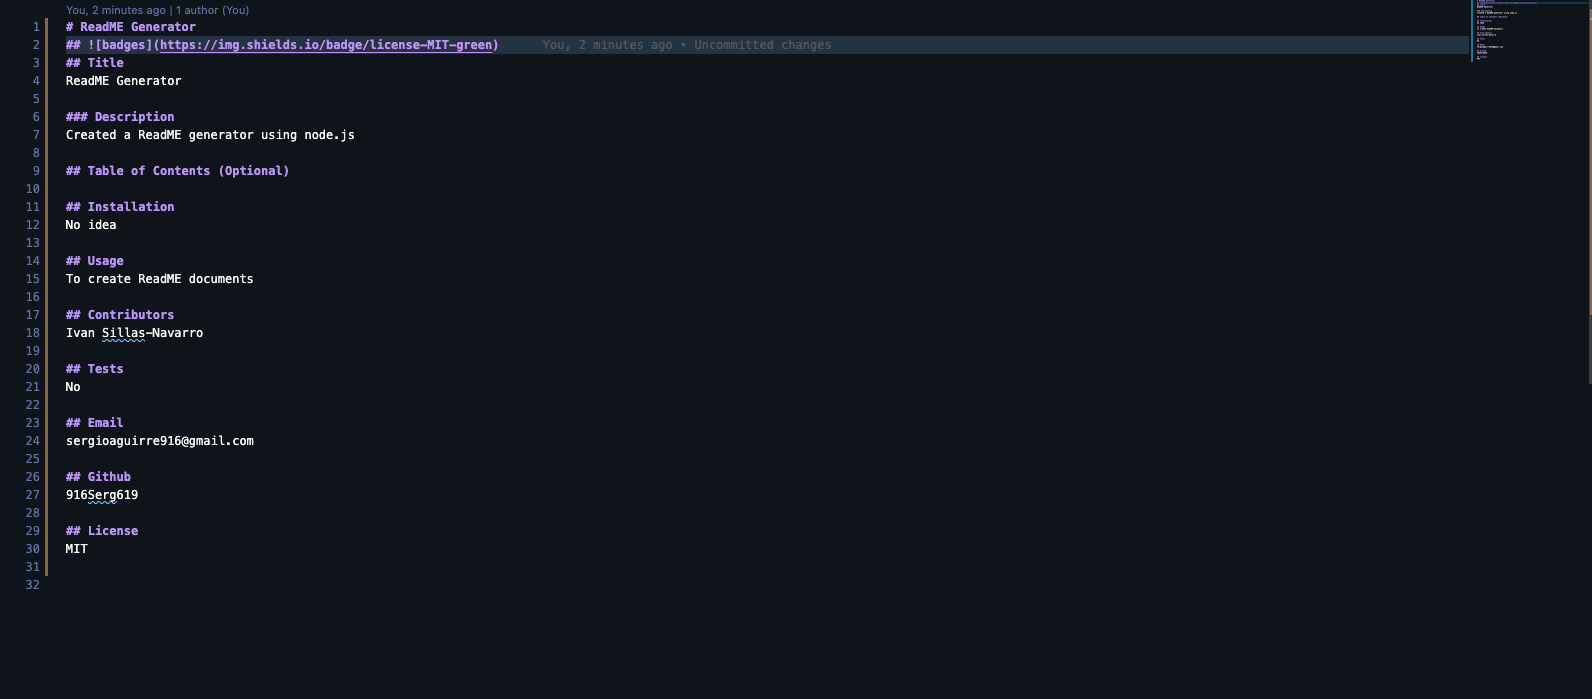 You, 2 minutes ago | 1 author (You)
1 # ReadME Generator
2 ## ![badges](https://img.shields.io/badge/license-MIT-green) You, 2 minutes ago • Uncommitted changes
3 ## Title
4 ReadME Generator
5
6 ### Description
7 Created a ReadME generator using node.js
8
9 ## Table of Contents (Optional)
10
11 ## Installation
12 No idea
13
14 ## Usage
15 To create ReadME documents
16
17 ## Contributors
18 Ivan Sillas-Navarro
19
20 ## Tests
21 No
22
23 ## Email
24 sergioaguirre916@gmail.com
25
26 ## Github
27 916Serg619
28
29 ## License
30 MIT
31
32